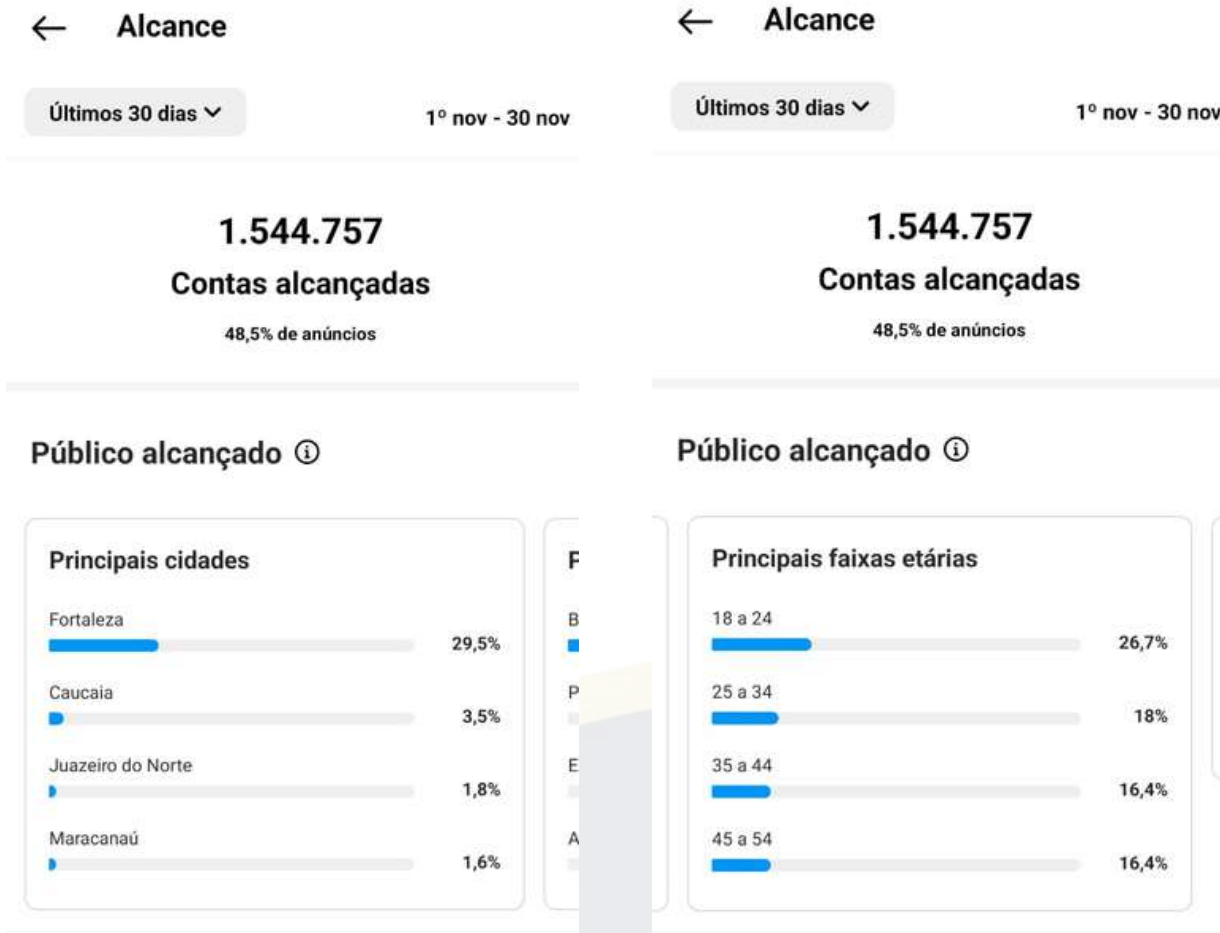 Alcance
Últimos 30 dias
1º nov - 30 nov
1.544.757
Contas alcançadas
48,5% de anúncios
Público alcançado
Principais cidades
Fortaleza
29,5%
Caucaia
3,5%
Juazeiro do Norte
1,8%
Maracanaú
1,6%
P
B
P
E
A
Alcance
Últimos 30 dias
1º nov - 30 nov
1.544.757
Contas alcançadas
48,5% de anúncios
Público alcançado
Principais faixas etárias
18 a 24
26,7%
25 a 34
18%
35 a 44
16,4%
45 a 54
16,4%